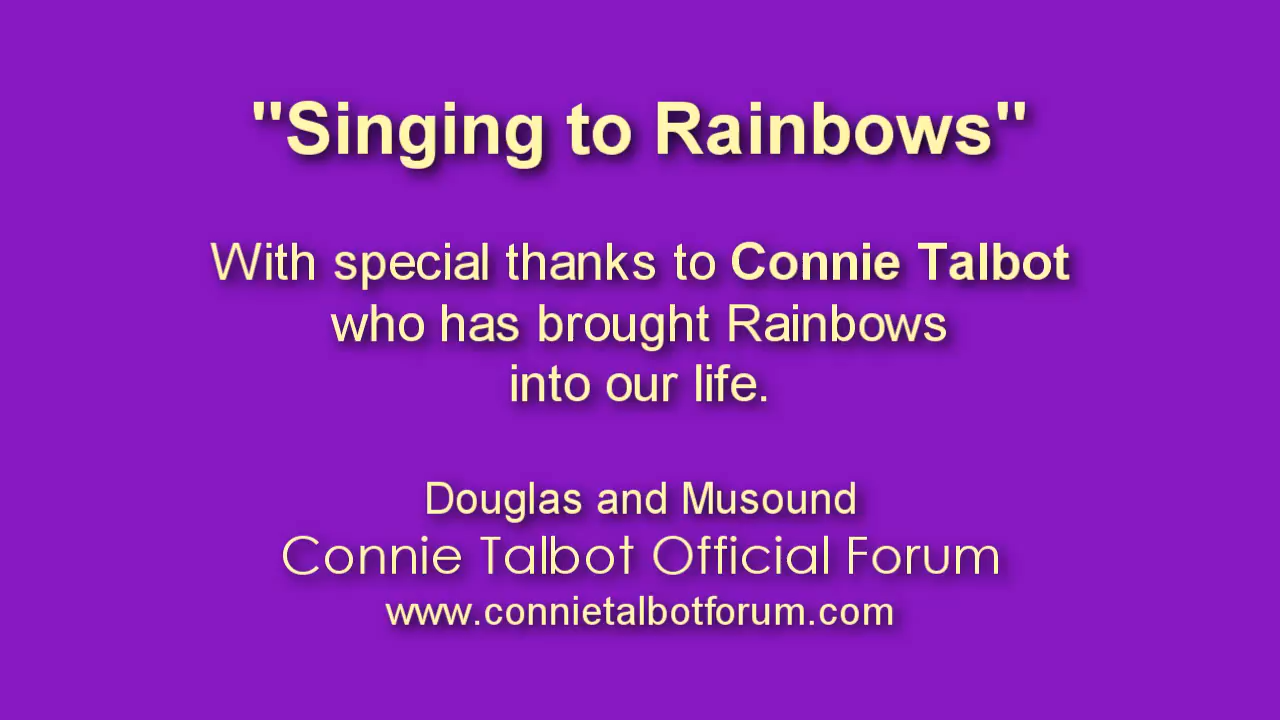 "Singing to Rainbows"
With special thanks to Connie Talbot
who has brought Rainbows
into our life.
Douglas and Musound
Connie Talbot Official Forum
www.connietalbotforum.com